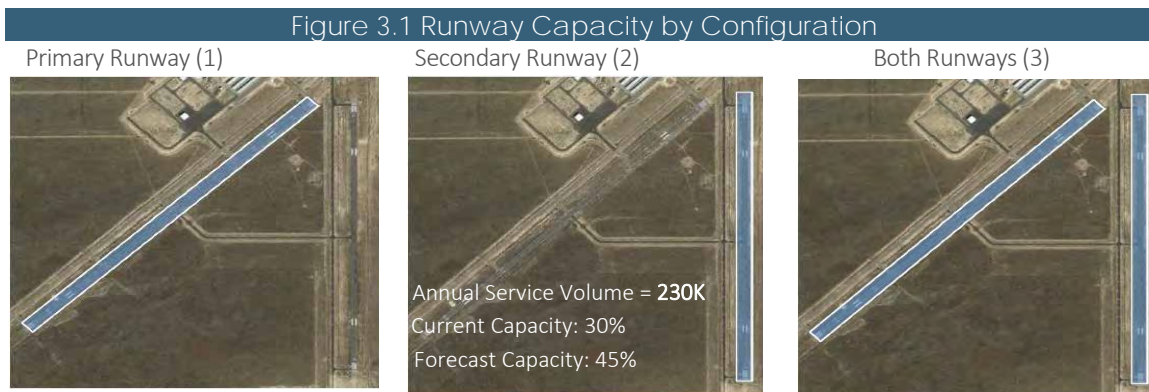 Figure 3.1 Runway Capacity by Configuration
Primary Runway (1)
Secondary Runway (2)
Both Runways (3)
Annual Service Volume = 230K
Current Capacity: 30%
Forecast Capacity: 45%